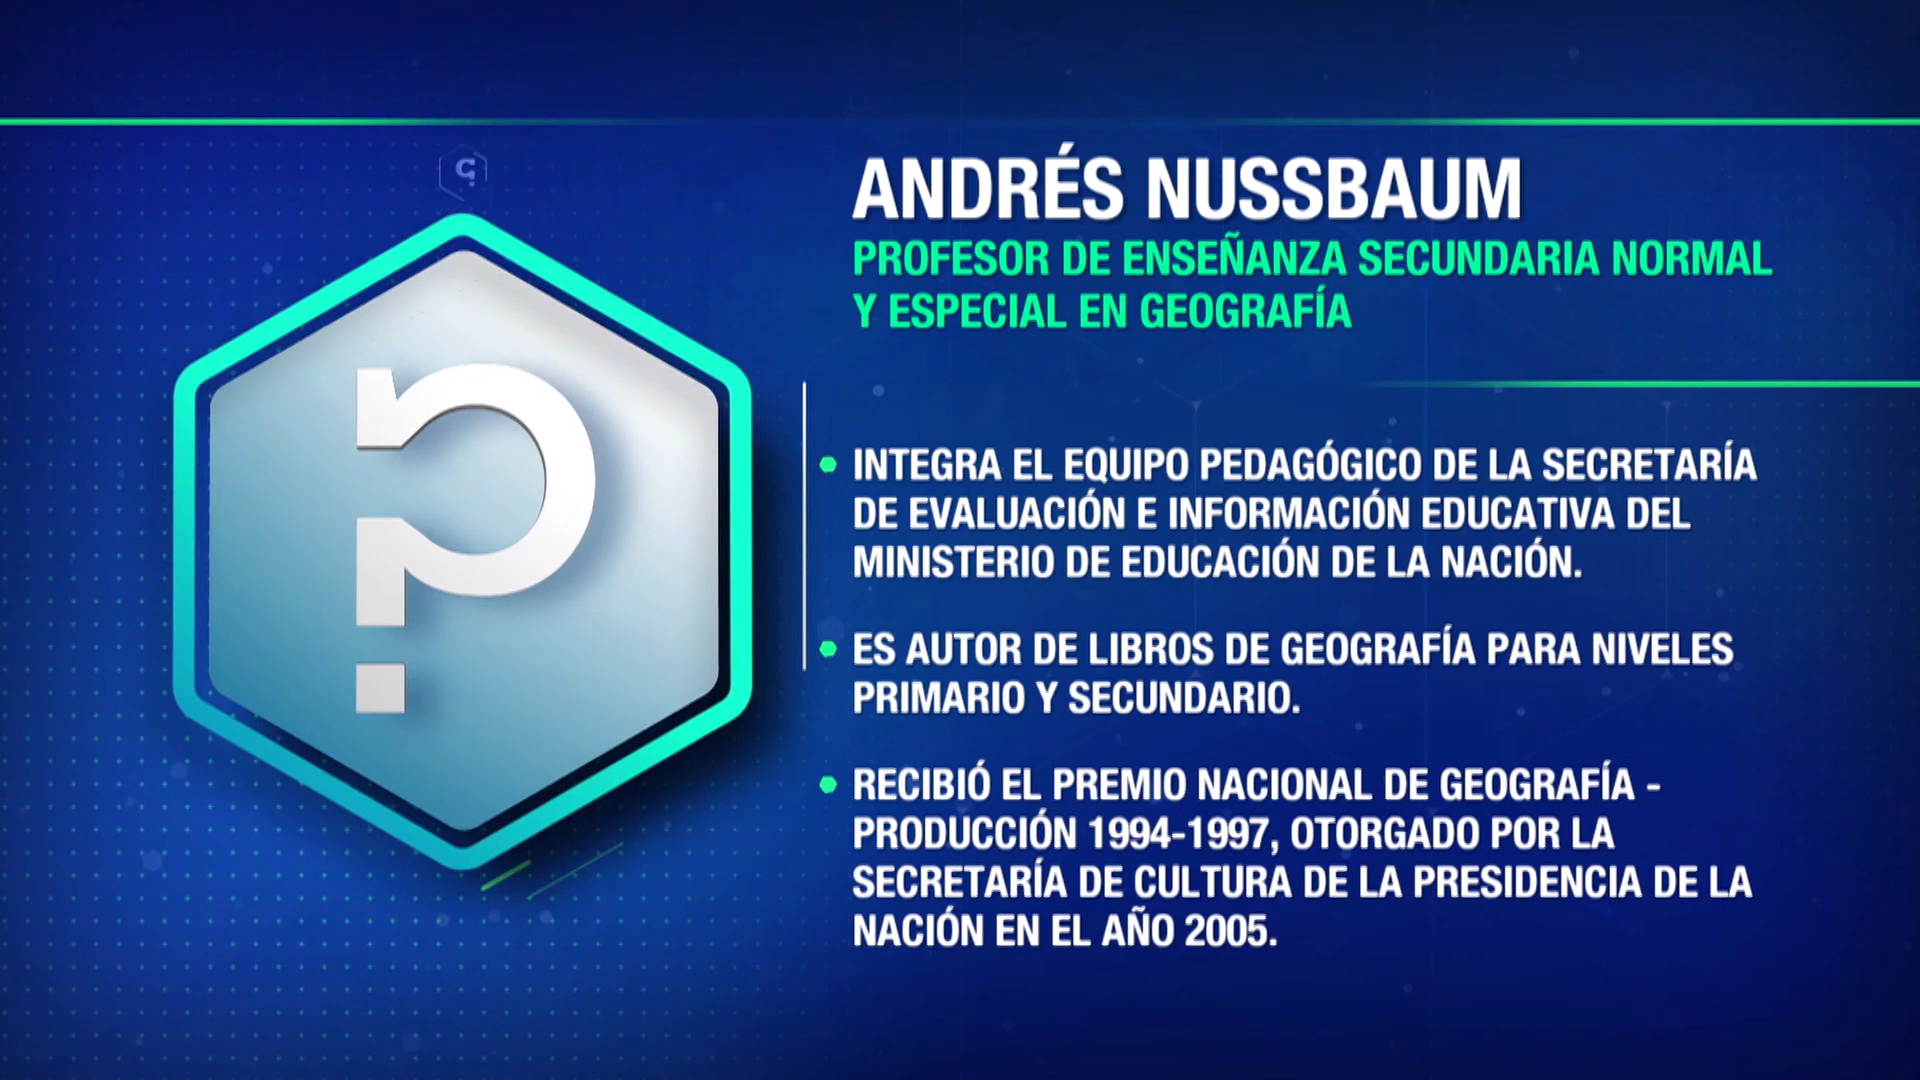 ANDRÉS NUSSBAUM
PROFESOR DE ENSEÑANZA SECUNDARIA NORMAL
Y ESPECIAL EN GEOGRAFÍA
INTEGRA EL EQUIPO PEDAGÓGICO DE LA SECRETARÍA
DE EVALUACIÓN E INFORMACIÓN EDUCATIVA DEL
MINISTERIO DE EDUCACIÓN DE LA NACIÓN.
ES AUTOR DE LIBROS DE GEOGRAFÍA PARA NIVELES
PRIMARIO Y SECUNDARIO.
RECIBIÓ EL PREMIO NACIONAL DE GEOGRAFÍA -
PRODUCCIÓN 1994-1997, OTORGADO POR LA
SECRETARÍA DE CULTURA DE LA PRESIDENCIA DE LA
NACIÓN EN EL AÑO 2005.